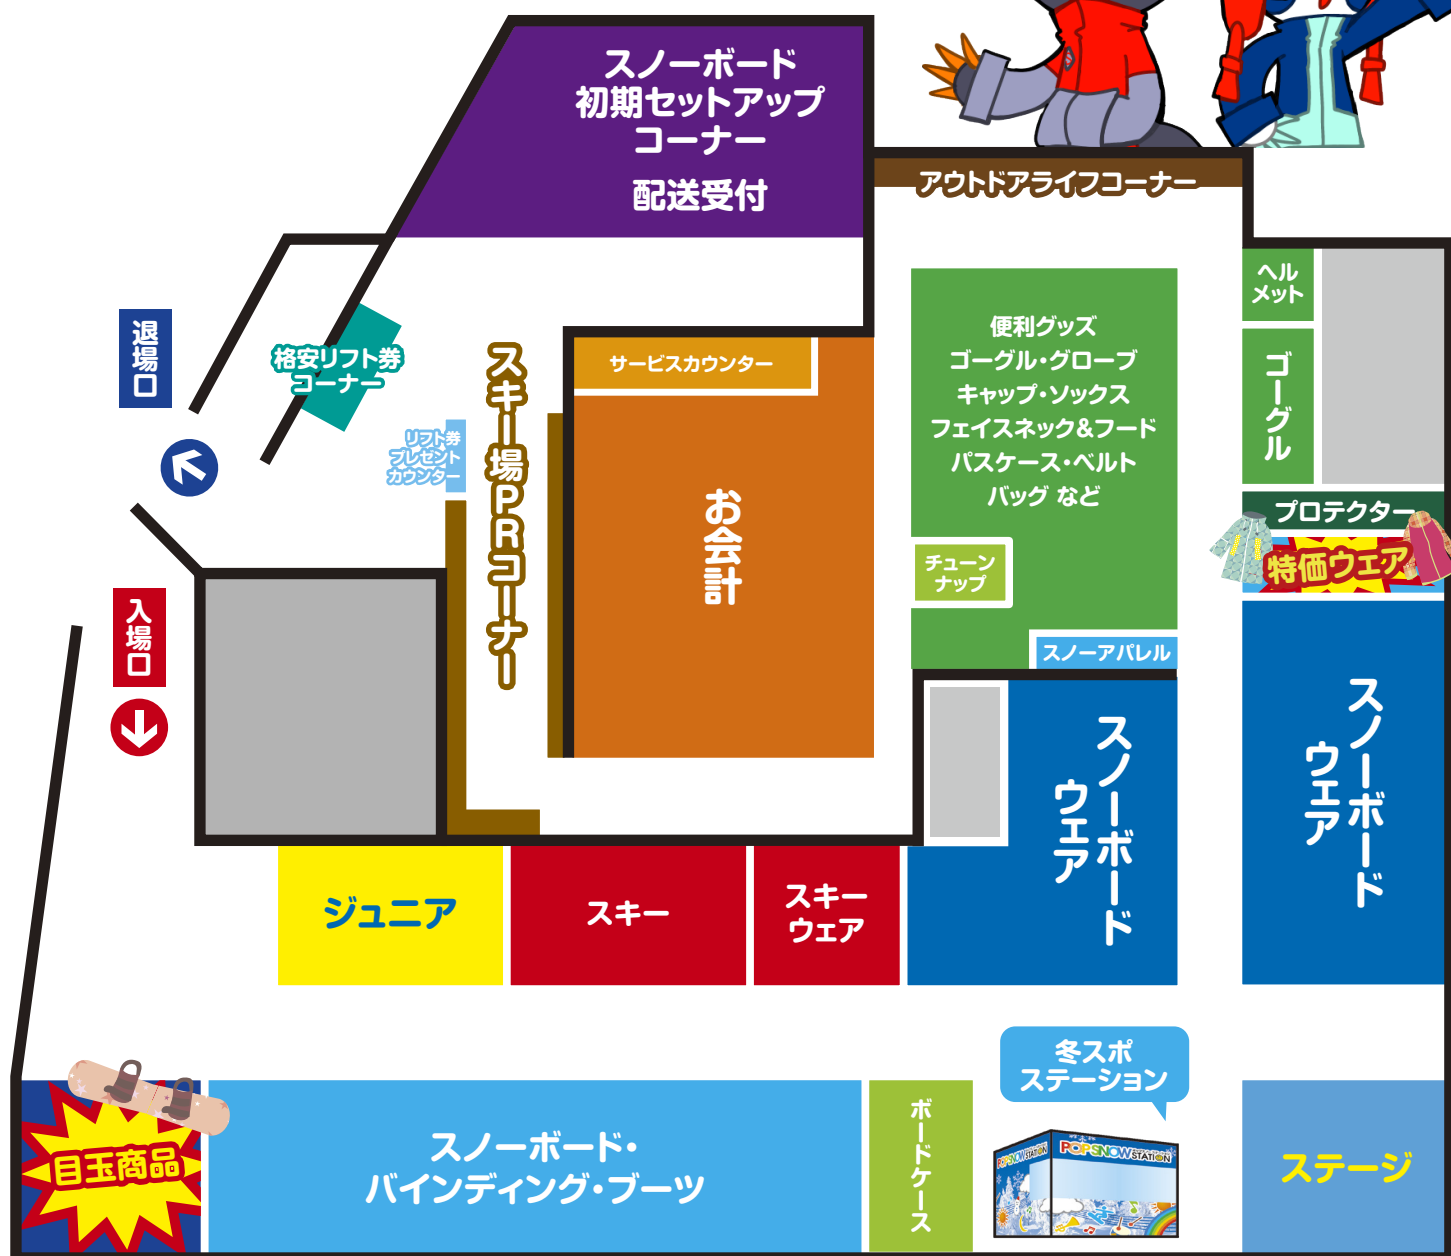 スノーボード
初期セットアップ
コーナー
配送受付
アウトドアライフコーナー
ヘル
メット
ゴーグル
退場口
格安リフト券
コーナー
リフト券
プレゼント
カウンター
スキー場PRコーナー
サービスカウンター
お会計
便利グッズ
ゴーグル・グローブ
キャップ・ソックス
フェイスネック&フード
パスケース・ベルト
バッグ など
チューン
ナップ
スノーアパレル
プロテクター
特価ウェア
入場口
スノーボード
ウェア
スノーボード
ウェア
ジュニア
スキー
スキー
ウェア
目玉商品
スノーボード・
バインディング・ブーツ
ボードケース
冬スポ
ステーション
POPSNOW STATION
POPSNOW STATION
ステージ